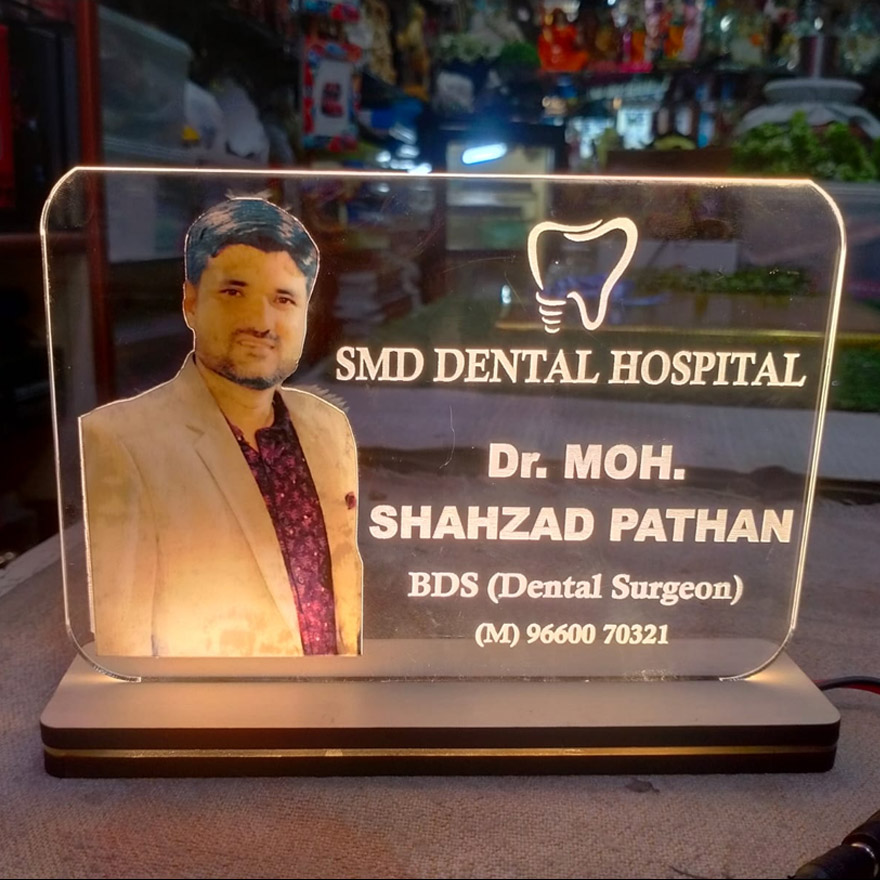 SMD DENTAL HOSPITAL
Dr. MOH.
SHAHZAD PATHAN
BDS (Dental Surgeon)
(M) 96600 70321